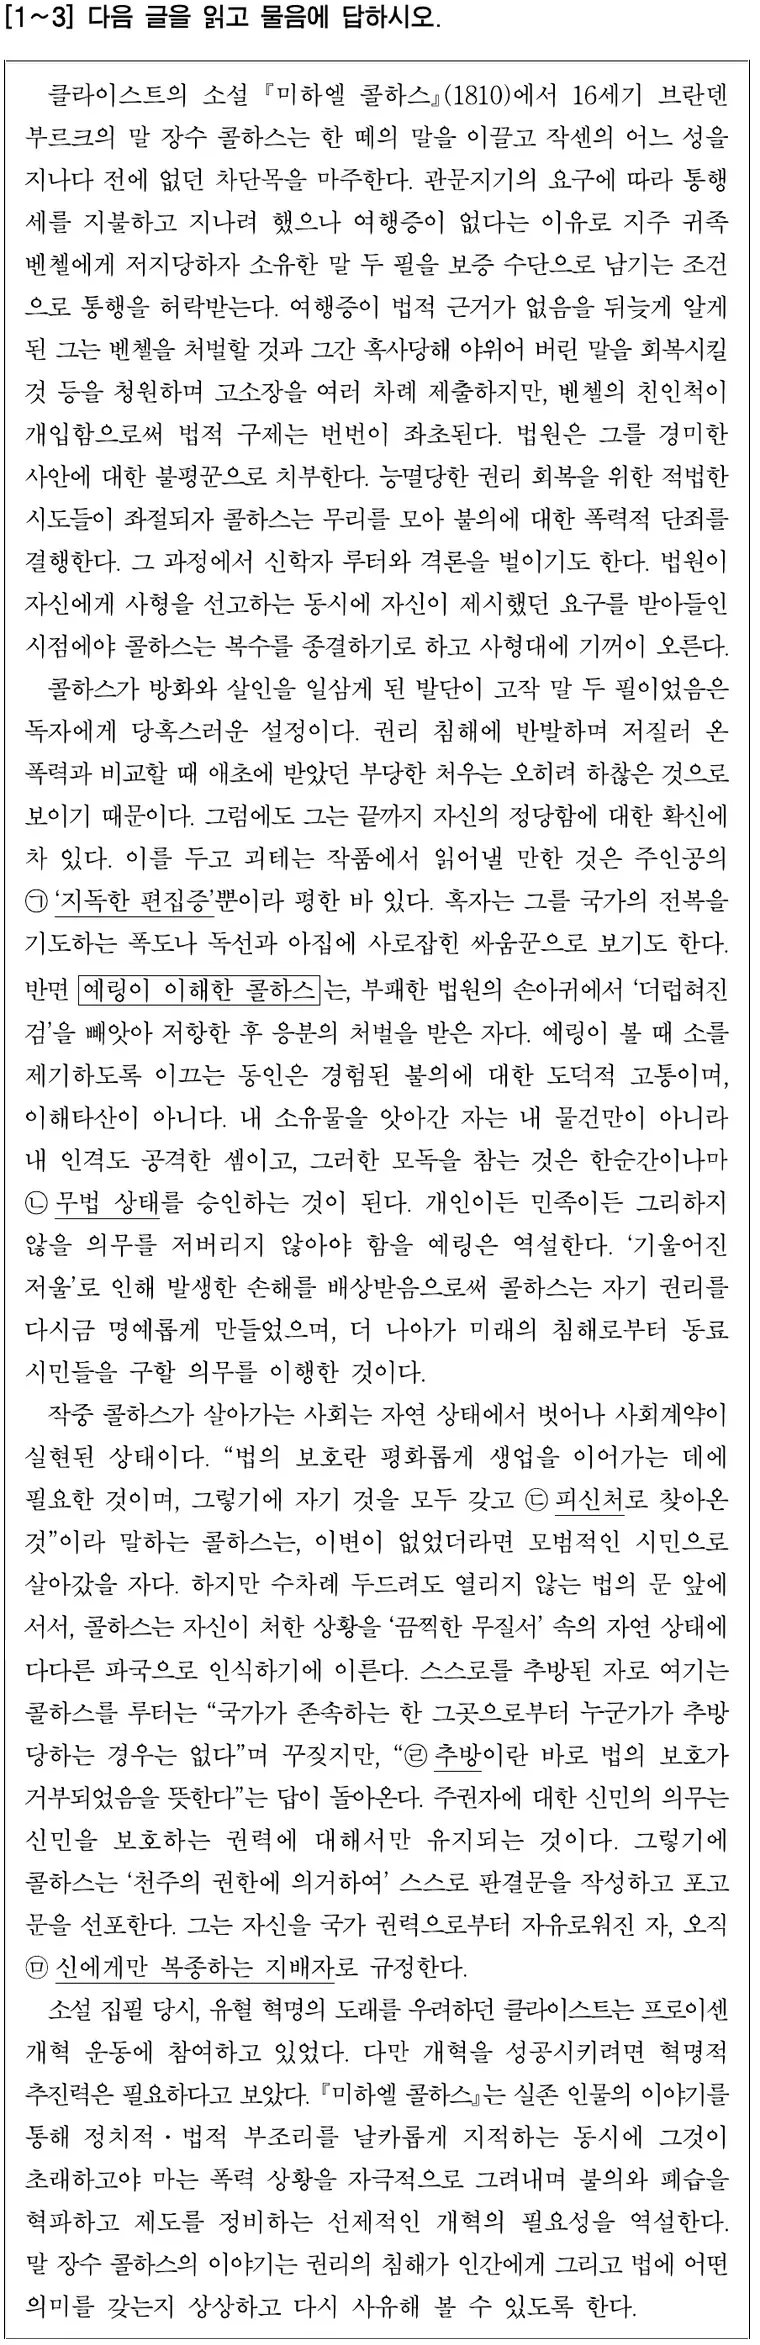 [1~3] 다음 글을 읽고 물음에 답하시오.
클라이스트의 소설 『미하엘 콜하스』(1810)에서 16세기 브란덴
부르크의 말 장수 콜하스는 한 떼의 말을 이끌고 작센의 어느 성을
지나다 전에 없던 차단목을 마주한다. 관문지기의 요구에 따라 통행
세를 지불하고 지나려 했으나 여행증이 없다는 이유로 지주 귀족
벤첼에게 저지당하자 소유한 말 두 필을 보증 수단으로 남기는 조건
으로 통행을 허락받는다. 여행증이 법적 근거가 없음을 뒤늦게 알게
된 그는 벤첼을 처벌할 것과 그간 혹사당해 야위어 버린 말을 회복시킬
것 등을 청원하며 고소장을 여러 차례 제출하지만, 벤첼의 친인척이
개입함으로써 법적 구제는 번번이 좌초된다. 법원은 그를 경미한
사안에 대한 불평꾼으로 치부한다. 능멸당한 권리 회복을 위한 적법한
시도들이 좌절되자 콜하스는 무리를 모아 불의에 대한 폭력적 단죄를
결행한다. 그 과정에서 신학자 루터와 격론을 벌이기도 한다. 법원이
자신에게 사형을 선고하는 동시에 자신이 제시했던 요구를 받아들인
시점에야 콜하스는 복수를 종결하기로 하고 사형대에 기꺼이 오른다.
콜하스가 방화와 살인을 일삼게 된 발단이 고작 말 두 필이었음은
독자에게 당혹스러운 설정이다. 권리 침해에 반발하며 저질러 온
폭력과 비교할 때 애초에 받았던 부당한 처우는 오히려 하찮은 것으로
보이기 때문이다. 그럼에도 그는 끝까지 자신의 정당함에 대한 확신에
차 있다. 이를 두고 괴테는 작품에서 읽어낼 만한 것은 주인공의
㉠ ‘지독한 편집증’뿐이라 평한 바 있다. 혹자는 그를 국가의 전복을
기도하는 폭도나 독선과 아집에 사로잡힌 싸움꾼으로 보기도 한다.
반면 예링이 이해한 콜하스는, 부패한 법원의 손아귀에서 ‘더럽혀진
검’을 빼앗아 저항한 후 응분의 처벌을 받은 자다. 예링이 볼 때 소를
제기하도록 이끄는 동인은 경험된 불의에 대한 도덕적 고통이며,
이해타산이 아니다. 내 소유물을 앗아간 자는 내 물건만이 아니라
내 인격도 공격한 셈이고, 그러한 모독을 참는 것은 한순간이나마
㉡ 무법 상태를 승인하는 것이 된다. 개인이든 민족이든 그리하지
않을 의무를 저버리지 않아야 함을 예링은 역설한다. ‘기울어진
저울’로 인해 발생한 손해를 배상받음으로써 콜하스는 자기 권리를
다시금 명예롭게 만들었으며, 더 나아가 미래의 침해로부터 동료
시민들을 구할 의무를 이행한 것이다.
작중 콜하스가 살아가는 사회는 자연 상태에서 벗어나 사회계약이
실현된 상태이다. “법의 보호란 평화롭게 생업을 이어가는 데에
필요한 것이며, 그렇기에 자기 것을 모두 갖고 ㉢ 피신처로 찾아온
것”이라 말하는 콜하스는, 이변이 없었더라면 모범적인 시민으로
살아갔을 자다. 하지만 수차례 두드려도 열리지 않는 법의 문 앞에
서서, 콜하스는 자신이 처한 상황을 ‘끔찍한 무질서’ 속의 자연 상태에
다다른 파국으로 인식하기에 이른다. 스스로를 추방된 자로 여기는
콜하스를 루터는 “국가가 존속하는 한 그곳으로부터 누군가가 추방
당하는 경우는 없다”며 꾸짖지만, “㉣ 추방이란 바로 법의 보호가
거부되었음을 뜻한다”는 답이 돌아온다. 주권자에 대한 신민의 의무는
신민을 보호하는 권력에 대해서만 유지되는 것이다. 그렇기에
콜하스는 ‘천주의 권한에 의거하여’ 스스로 판결문을 작성하고 포고
문을 선포한다. 그는 자신을 국가 권력으로부터 자유로워진 자, 오직
㉤ 신에게만 복종하는 지배자로 규정한다.
소설 집필 당시, 유혈 혁명의 도래를 우려하던 클라이스트는 프로이센
개혁 운동에 참여하고 있었다. 다만 개혁을 성공시키려면 혁명적
추진력은 필요하다고 보았다. 『미하엘 콜하스』는 실존 인물의 이야기를
통해 정치적·법적 부조리를 날카롭게 지적하는 동시에 그것이
초래하고야 마는 폭력 상황을 자극적으로 그려내며 불의와 폐습을
혁파하고 제도를 정비하는 선제적인 개혁의 필요성을 역설한다.
말 장수 콜하스의 이야기는 권리의 침해가 인간에게 그리고 법에 어떤
의미를 갖는지 상상하고 다시 사유해 볼 수 있도록 한다.